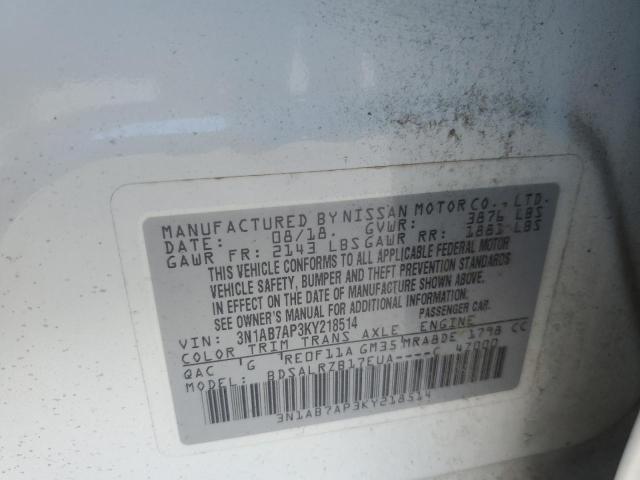 MANUFACTURED BY NISSAN MOTOR CO., LTD.
DATE: 08/18. GVWR: 3876 LBS
GAWR FR: 2143 LBS GAWR RR: 1881 LBS
THIS VEHICLE CONFORMS TO ALL APPLICABLE FEDERAL MOTOR
VEHICLE SAFETY, BUMPER AND THEFT PREVENTION STANDARDS
IN EFFECT ON THE DATE OF MANUFACTURE SHOWN ABOVE.
SEE OWNER'S MANUAL FOR ADDITIONAL INFORMATION.
VIN: 3N1AB7AP3KY218514 PASSENGER CAR.
COLOR TRIM TRANS AXLE ENGINE
QAC G RE0F11A GM35 MRA8DE 1798 CC
MODEL: BDSALRZB17EUA----C 47000
3N1AB7AP3KY218514